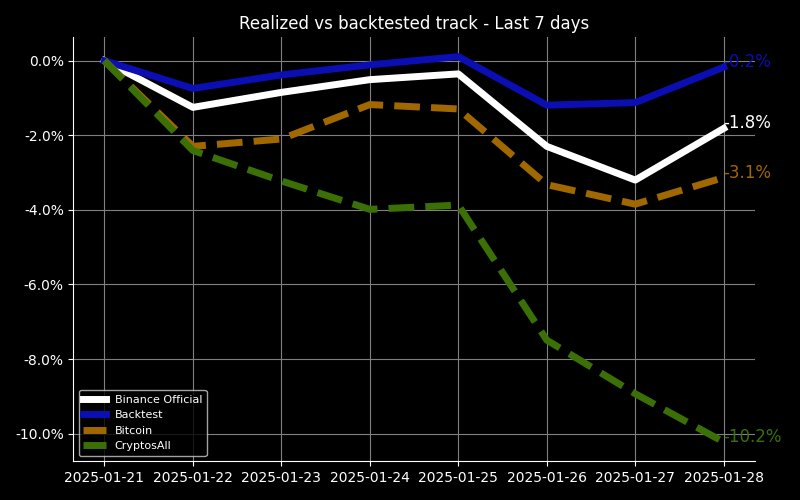 Realized vs backtested track - Last 7 days
0.0%
-2.0%
-4.0%
-6.0%
-8.0%
-10.0%
-0.2%
-1.8%
-3.1%
-10.2%
Binance Official
Backtest
Bitcoin
CryptosAll
2025-01-21 2025-01-22 2025-01-23 2025-01-24 2025-01-25 2025-01-26 2025-01-27 2025-01-28